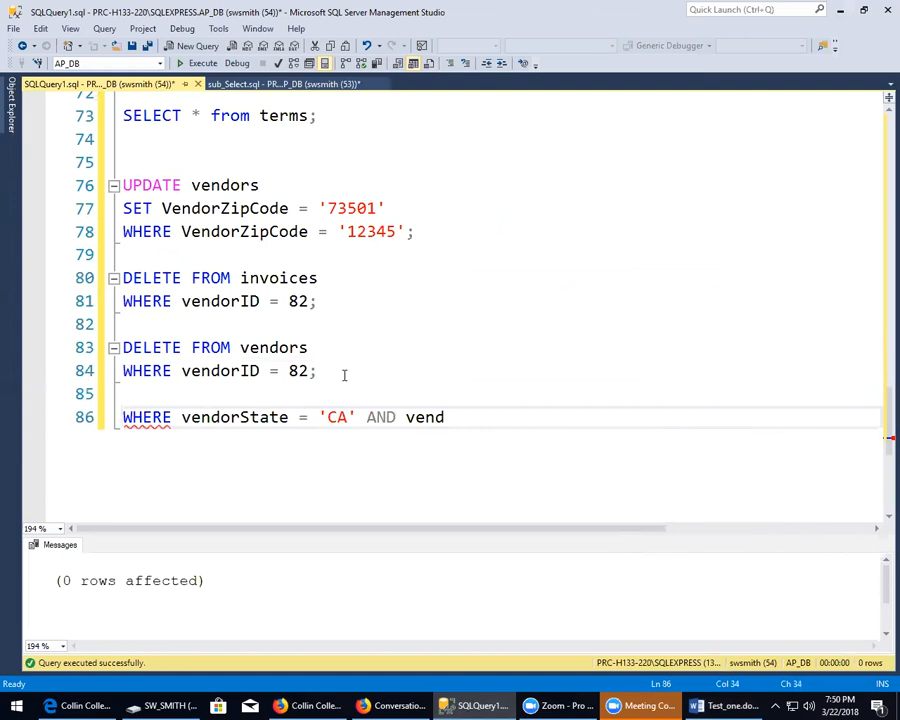 SQLQuery1.sql - PRC-H133-220\SQLEXPRESS.AP_DB (swsmith (54))* - Microsoft SQL Server Management Studio
Quick Launch (Ctrl+Q)
File Edit View Query Project Debug Tools Window Help
New Query
Generic Debugger
AP_DB
Execute Debug
SQLQuery1.sql - PR..._DB (swsmith (54))* sub_Select.sql - PR...P_DB (swsmith (53))*
Object Explorer
72
73 SELECT * from terms;
74
75
76 UPDATE vendors
77 SET VendorZipCode = '73501'
78 WHERE VendorZipCode = '12345';
79
80 DELETE FROM invoices
81 WHERE vendorID = 82;
82
83 DELETE FROM vendors
84 WHERE vendorID = 82;
85
86 WHERE vendorState = 'CA' AND vend
194 %
Messages
(0 rows affected)
194 %
Query executed successfully. PRC-H133-220\SQLEXPRESS (13... swsmith (54) AP_DB 00:00:00 0 rows
Ready Ln 86 Col 34 Ch 34 INS
Collin Colle... SW_SMITH (... Collin Colle... Conversatio... SQLQuery1.... Zoom - Pro ... Meeting Co... Test_one.do...
7:50 PM
3/22/2018